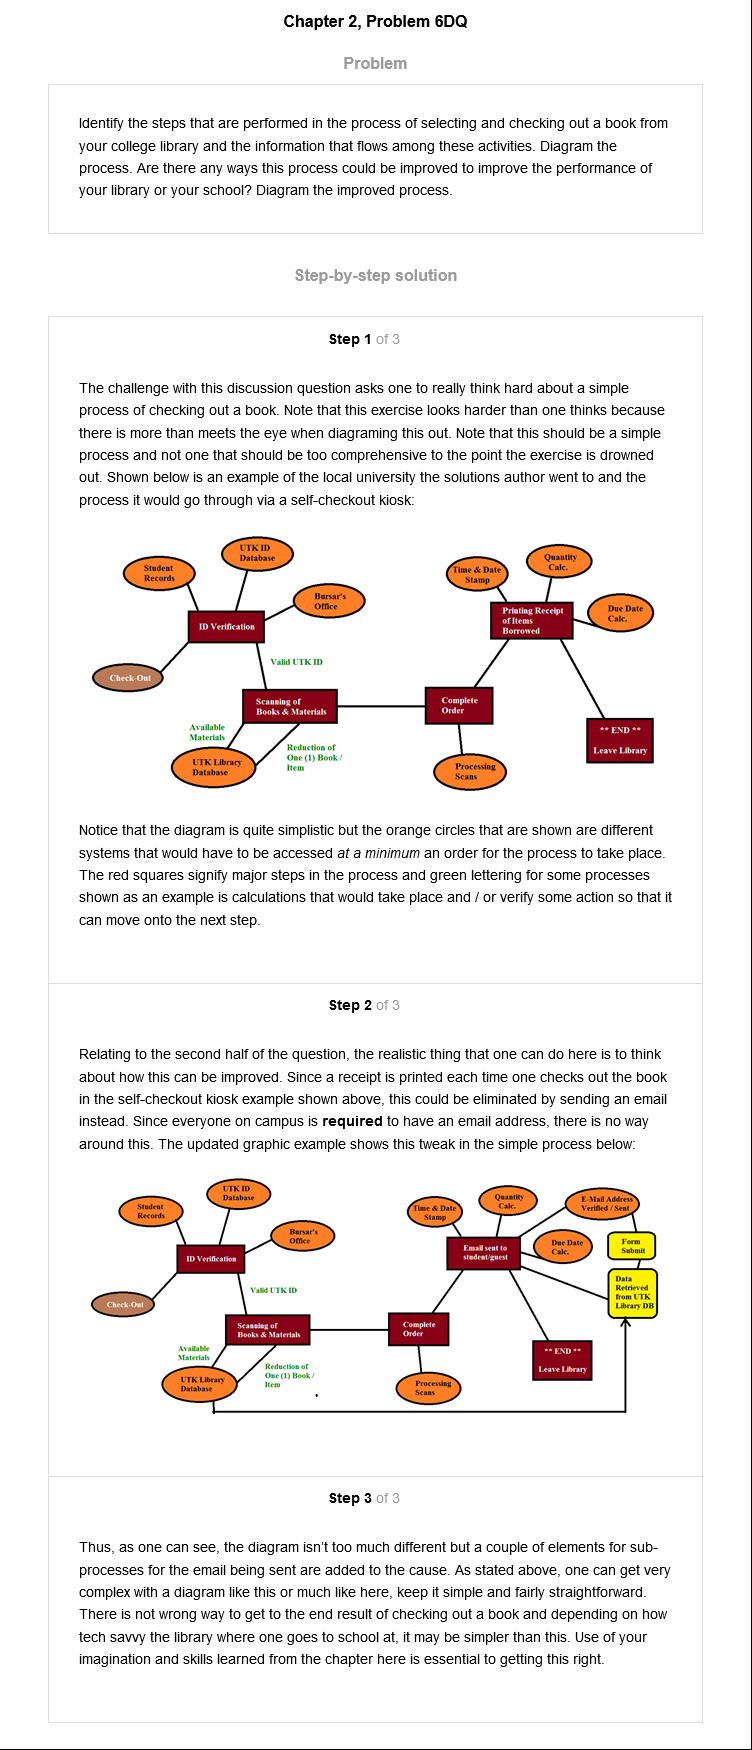 Chapter 2, Problem 6DQ
Problem
Identify the steps that are performed in the process of selecting and checking out a book from
your college library and the information that flows among these activities. Diagram the
process. Are there any ways this process could be improved to improve the performance of
your library or your school? Diagram the improved process.
Step-by-step solution
Step 1 of 3
The challenge with this discussion question asks one to really think hard about a simple
process of checking out a book. Note that this exercise looks harder than one thinks because
there is more than meets the eye when diagraming this out. Note that this should be a simple
process and not one that should be too comprehensive to the point the exercise is drowned
out. Shown below is an example of the local university the solutions author went to and the
process it would go through via a self-checkout kiosk:
UTK ID
Database
Student
Records
Bursar's
Office
ID Verification
Check-Out
Valid UTK ID
Scanning of
Books & Materials
Available
Materials
UTK Library
Database
Reduction of
One (1) Book /
Item
Complete
Order
Processing
Scans
Time & Date
Stamp
Quantity
Calc.
Due Date
Calc.
Printing Receipt
of Items
Borrowed
** END **
Leave Library
Notice that the diagram is quite simplistic but the orange circles that are shown are different
systems that would have to be accessed at a minimum an order for the process to take place.
The red squares signify major steps in the process and green lettering for some processes
shown as an example is calculations that would take place and / or verify some action so that it
can move onto the next step.
Step 2 of 3
Relating to the second half of the question, the realistic thing that one can do here is to think
about how this can be improved. Since a receipt is printed each time one checks out the book
in the self-checkout kiosk example shown above, this could be eliminated by sending an email
instead. Since everyone on campus is required to have an email address, there is no way
around this. The updated graphic example shows this tweak in the simple process below:
UTK ID
Database
Student
Records
Bursar's
Office
ID Verification
Check-Out
Valid UTK ID
Scanning of
Books & Materials
Available
Materials
UTK Library
Database
Reduction of
One (1) Book /
Item
Complete
Order
Processing
Scans
Time & Date
Stamp
Quantity
Calc.
E-Mail Address
Verified / Sent
Due Date
Calc.
Email sent to
student/guest
Form
Submit
Data
Retrieved
from UTK
Library DB
** END **
Leave Library
Step 3 of 3
Thus, as one can see, the diagram isn't too much different but a couple of elements for sub-
processes for the email being sent are added to the cause. As stated above, one can get very
complex with a diagram like this or much like here, keep it simple and fairly straightforward.
There is not wrong way to get to the end result of checking out a book and depending on how
tech savvy the library where one goes to school at, it may be simpler than this. Use of your
imagination and skills learned from the chapter here is essential to getting this right.